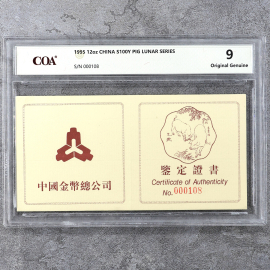 COA
1995 12oz CHINA S100Y PIG LUNAR SERIES
S/N 000108
9
Original Genuine
中國金幣總公司
鑒定證書
Certificate of Authenticity
No. 000108